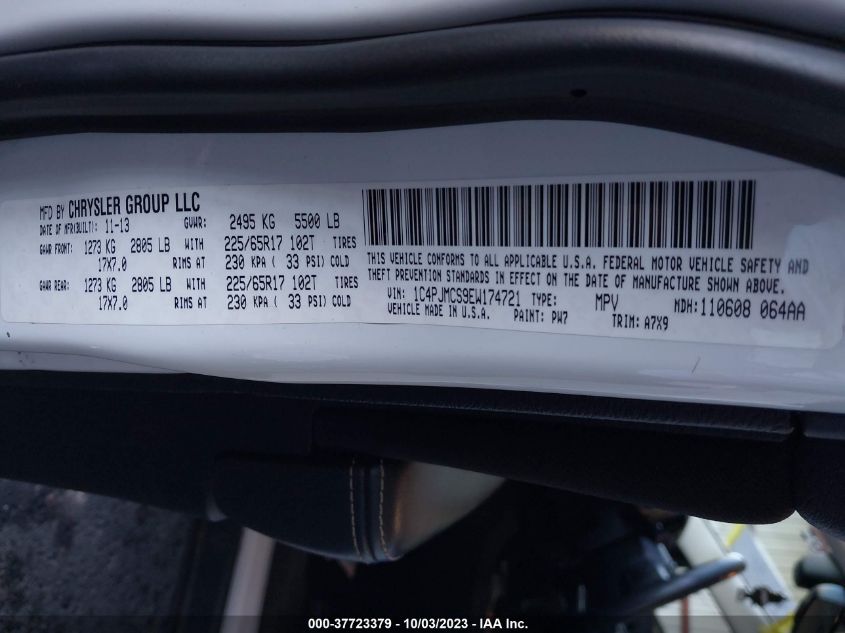 MFD BY CHRYSLER GROUP LLC
DATE OF MFR(BUILT): 11-13 GVWR: 2495 KG 5500 LB
GAWR FRONT: 1273 KG 2805 LB WITH 225/65R17 102T TIRES
17X7.0 RIMS AT 230 KPA ( 33 PSI) COLD
GAWR REAR: 1273 KG 2805 LB WITH 225/65R17 102T TIRES
17X7.0 RIMS AT 230 KPA ( 33 PSI) COLD
THIS VEHICLE CONFORMS TO ALL APPLICABLE U.S.A. FEDERAL MOTOR VEHICLE SAFETY AND
THEFT PREVENTION STANDARDS IN EFFECT ON THE DATE OF MANUFACTURE SHOWN ABOVE.
VIN: 1C4PJMCS9EW174721 TYPE: MPV MDH:110608 064AA
VEHICLE MADE IN U.S.A. PAINT: PW7 TRIM: A7X9
000-37723379 - 10/03/2023 - IAA Inc.